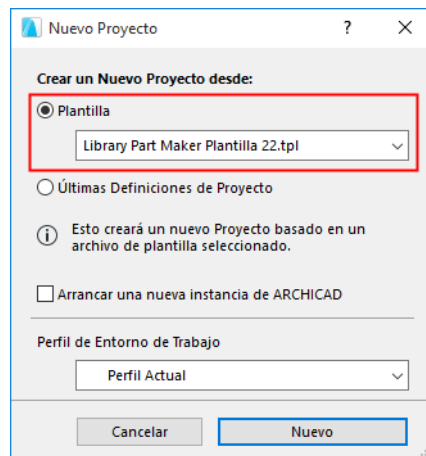 Nuevo Proyecto
Crear un Nuevo Proyecto desde:
Plantilla
Library Part Maker Plantilla 22.tpl
Últimas Definiciones de Proyecto
Esto creará un nuevo Proyecto basado en un
archivo de plantilla seleccionado.
Arrancar una nueva instancia de ARCHICAD
Perfil de Entorno de Trabajo
Perfil Actual
Cancelar Nuevo